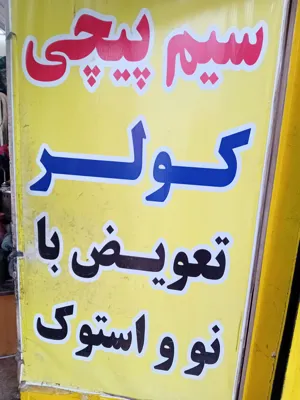 سیم پیچی
کولر
تعویض با
نو و استوک